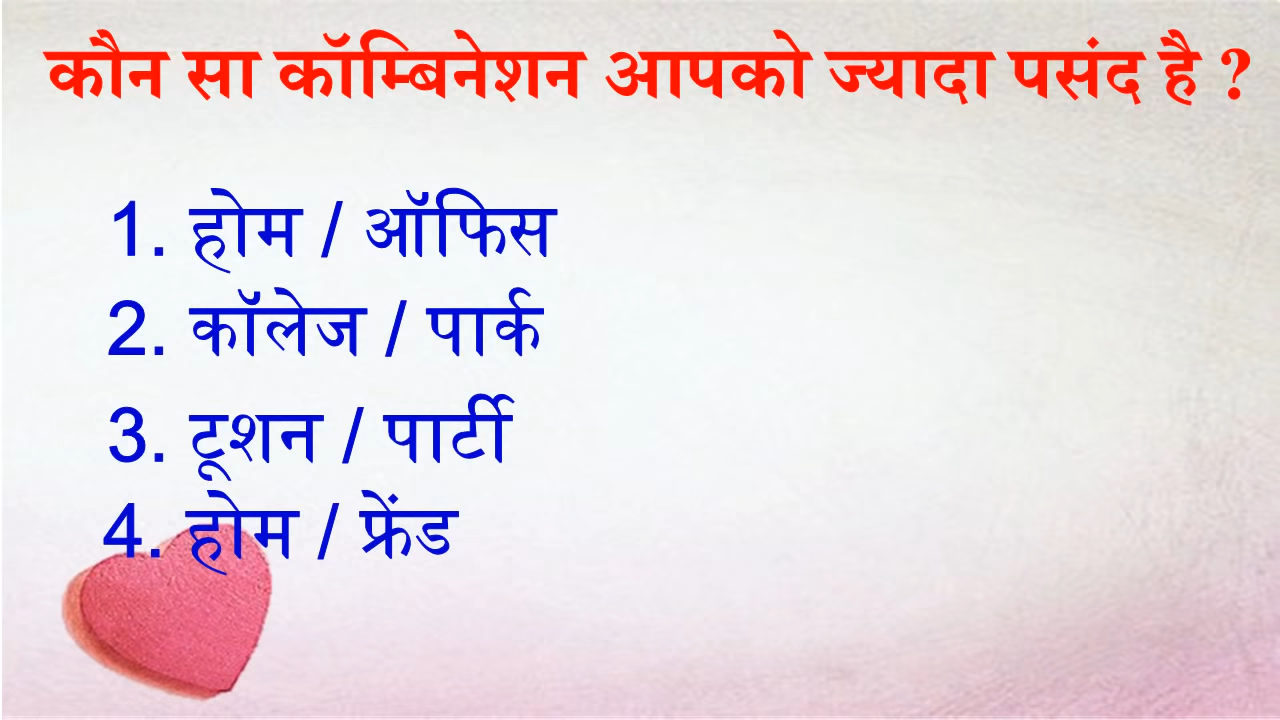 कौन सा कॉम्बिनेशन आपको ज्यादा पसंद है ?
1. होम / ऑफिस
2. कॉलेज / पार्क
3. टूशन / पार्टी
4. होम / फ्रेंड